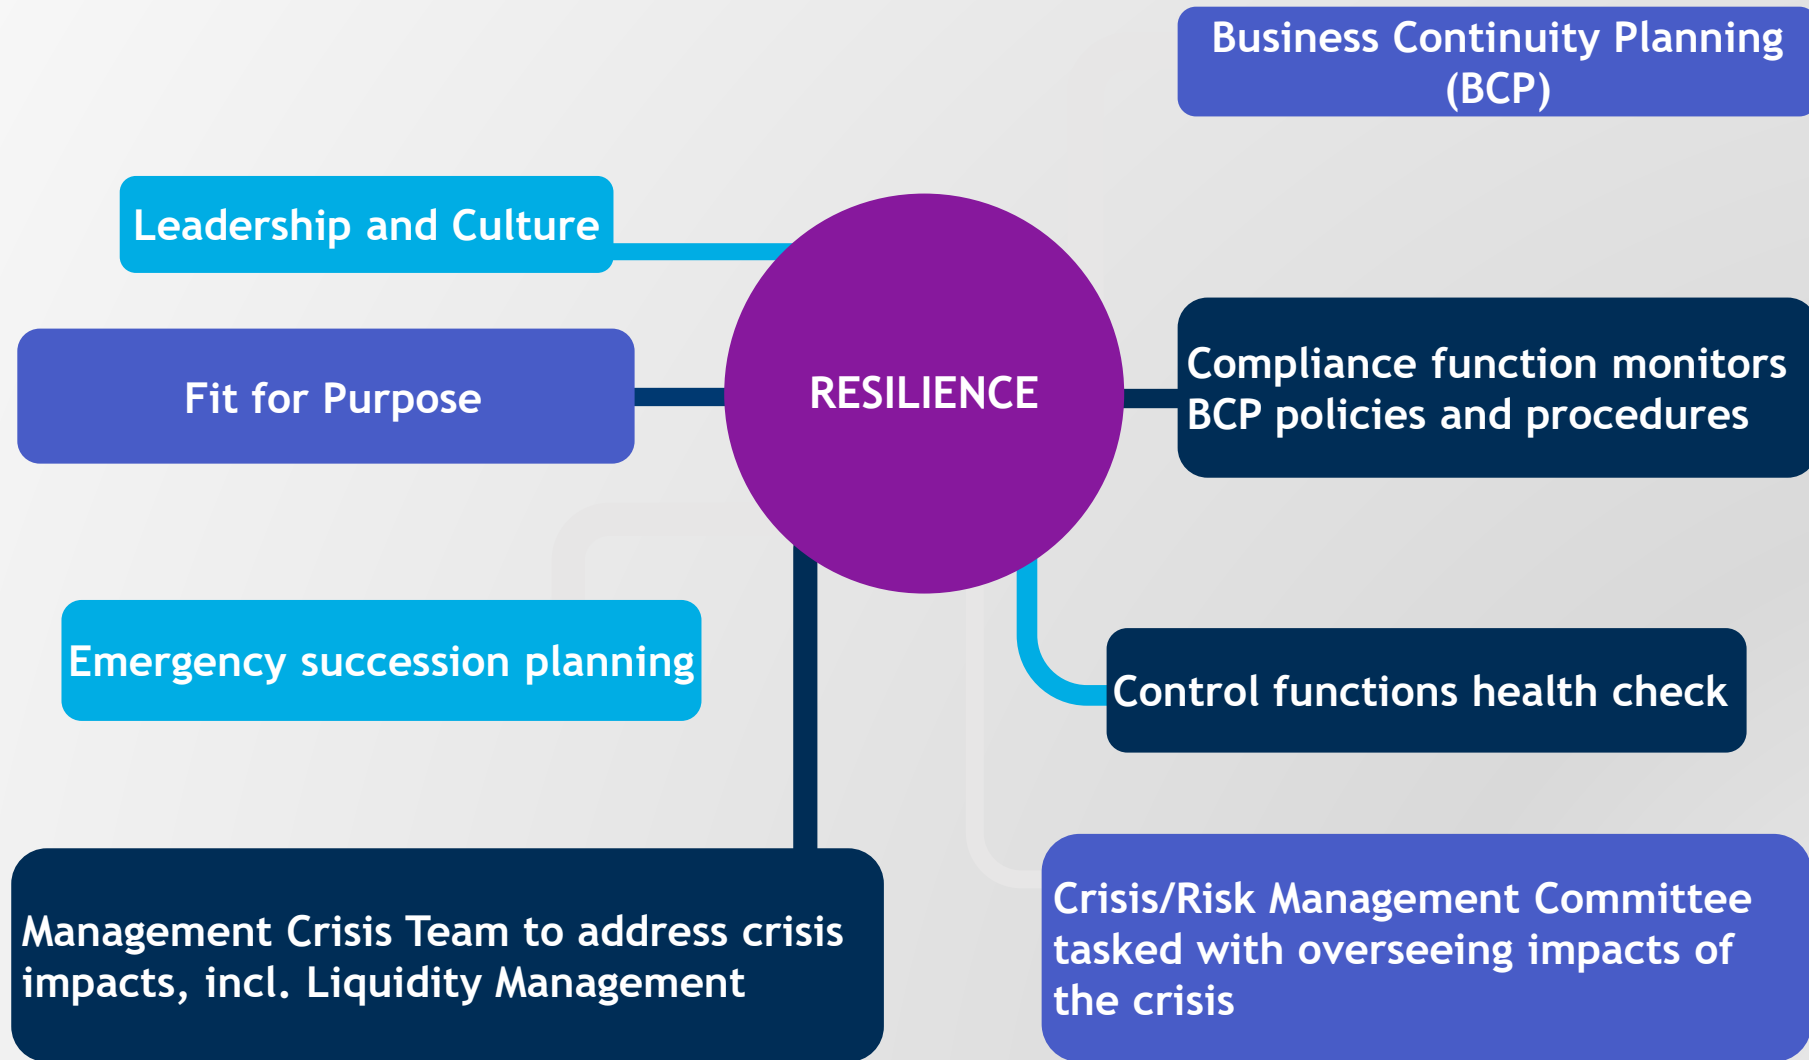 Business Continuity Planning
(BCP)
Leadership and Culture
RESILIENCE
Compliance function monitors
BCP policies and procedures
Fit for Purpose
Emergency succession planning
Control functions health check
Management Crisis Team to address crisis
impacts, incl. Liquidity Management
Crisis/Risk Management Committee
tasked with overseeing impacts of
the crisis